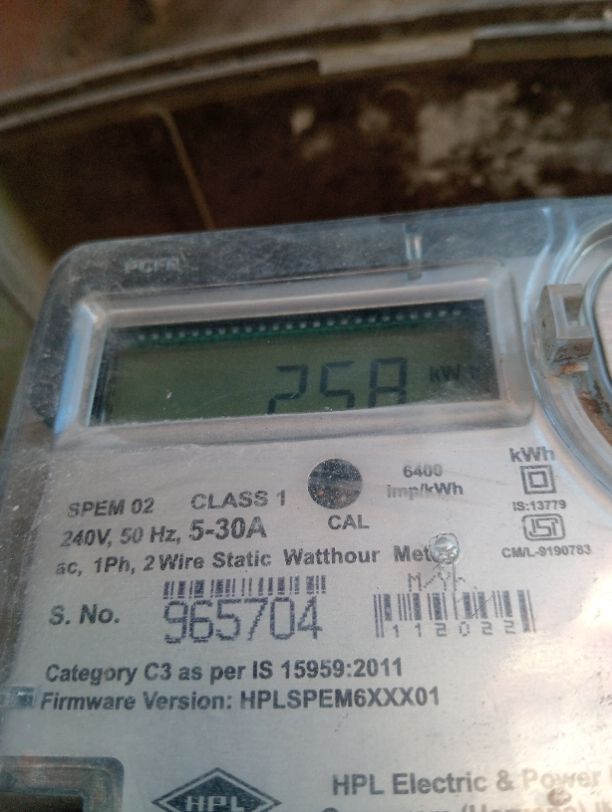 258 kW
6400
imp/kWh
kWh
SPEM 02 CLASS 1
CAL
IS:13779
240V, 50 Hz, 5-30A
CM/L-9190783
ac, 1Ph, 2 Wire Static Watthour Meter
S. No. 965704
112022
Category C3 as per IS 15959:2011
Firmware Version: HPLSPEM6XXX01
HPL
HPL Electric & Power